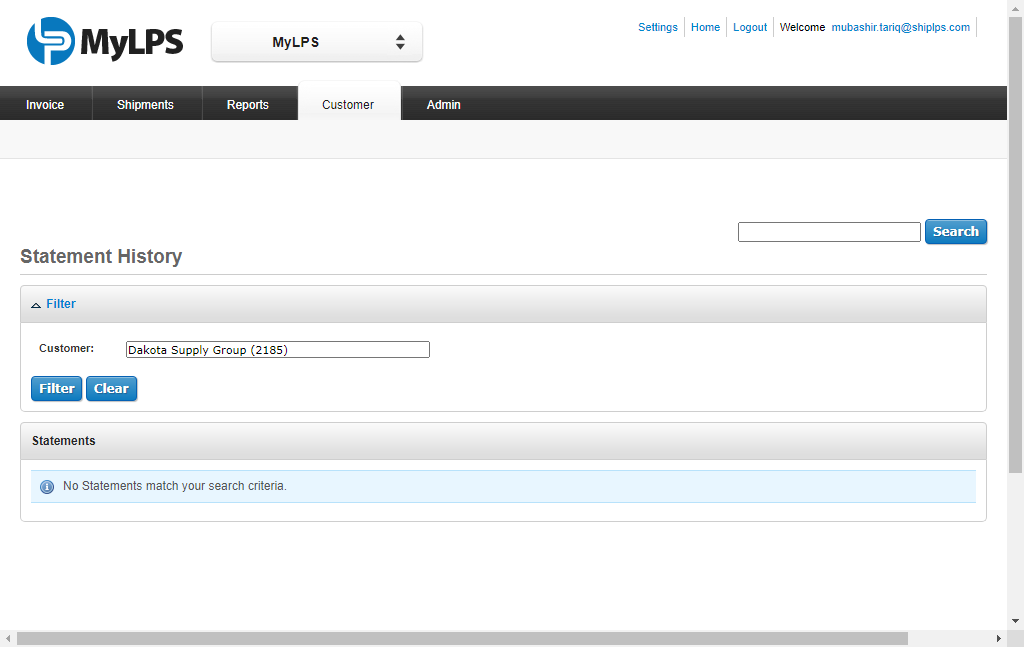 MyLPS
MyLPS
Settings
Home
Logout
Welcome mubashir.tariq@shiplps.com
Invoice
Shipments
Reports
Customer
Admin
Search
Statement History
Filter
Customer:
Dakota Supply Group (2185)
Filter
Clear
Statements
No Statements match your search criteria.